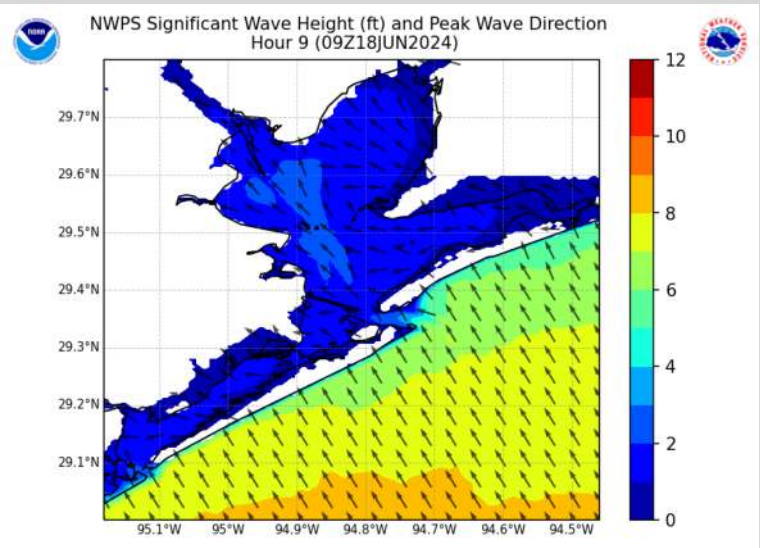 NWPS Significant Wave Height (ft) and Peak Wave Direction
Hour 9 (09Z18JUN2024)
NOAA
29.7°N
29.6°N
29.5°N
29.4°N
29.3°N
29.2°N
29.1°N
95.1°W 95°W 94.9°W 94.8°W 94.7°W 94.6°W 94.5°W
12
10
8
6
4
2
0